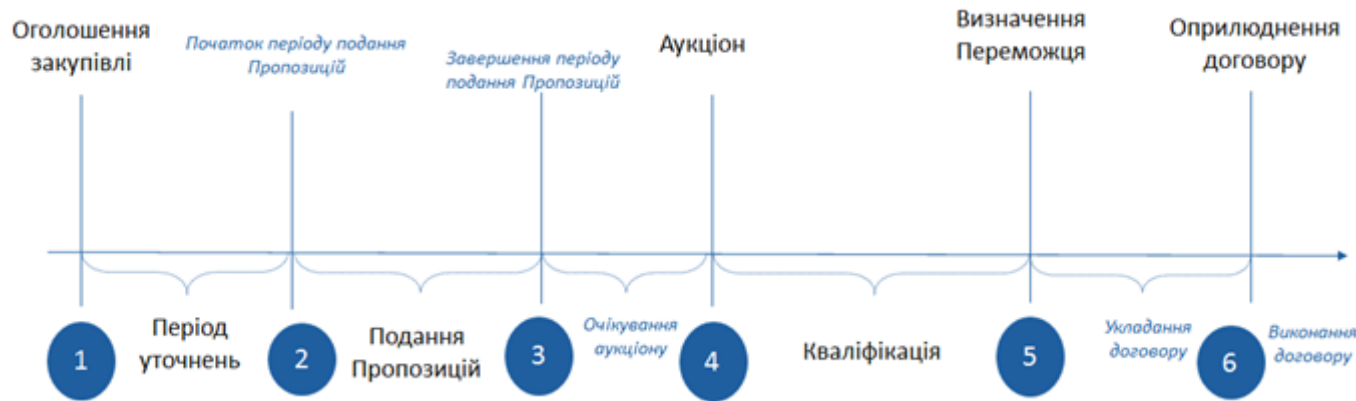 Оголошення
закупівлі
Початок періоду подання
Пропозицій
Завершення періоду
подання Пропозицій
Аукціон
Визначення
Переможця
Оприлюднення
договору
1
Період
уточнень
2
Подання
Пропозицій
3
Очікування
аукціону
4
Кваліфікація
5
Укладання
договору
6
Виконання
договору